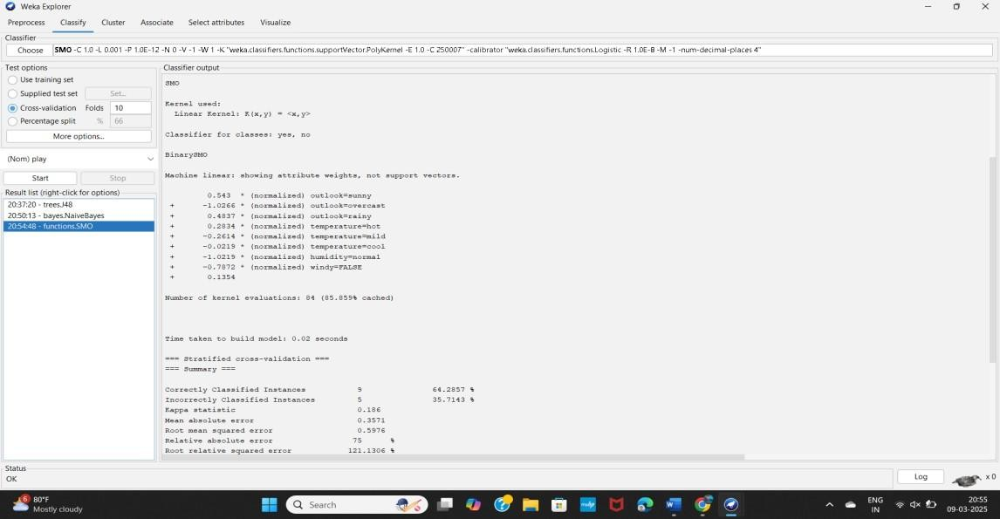 Weka Explorer
Preprocess Classify Cluster Associate Select attributes Visualize
Classifier
Choose SMO -C 1.0 -L 0.001 -P 1.0E-12 -N 0 -V -1 -W 1 -K "weka.classifiers.functions.supportVector.PolyKernel -E 1.0 -C 250007" -calibrator "weka.classifiers.functions.Logistic -R 1.0E-8 -M -1 -num-decimal-places 4"
Test options
Use training set
Supplied test set Set...
Cross-validation Folds 10
Percentage split % 66
More options...
(Nom) play
Start Stop
Result list (right-click for options)
20:37:20 - trees.J48
20:50:13 - bayes.NaiveBayes
20:54:48 - functions.SMO
Classifier output
SMO
Kernel used:
Linear Kernel: K(x,y) = <x,y>
Classifier for classes: yes, no
BinarySMO
Machine linear: showing attribute weights, not support vectors.
0.543 * (normalized) outlook=sunny
+ -1.0266 * (normalized) outlook=overcast
+ 0.4837 * (normalized) outlook=rainy
+ 0.2834 * (normalized) temperature=hot
+ -0.2614 * (normalized) temperature=mild
+ -0.0219 * (normalized) temperature=cool
+ -1.0219 * (normalized) humidity=normal
+ -0.7872 * (normalized) windy=FALSE
+ 0.1354
Number of kernel evaluations: 84 (85.859% cached)
Time taken to build model: 0.02 seconds
=== Stratified cross-validation ===
=== Summary ===
Correctly Classified Instances 9 64.2857 %
Incorrectly Classified Instances 5 35.7143 %
Kappa statistic 0.186
Mean absolute error 0.3571
Root mean squared error 0.5976
Relative absolute error 75 %
Root relative squared error 121.1306 %
Status
OK
Log x 0
6 80°F
Mostly cloudy
Search
ENG
IN
20:55
09-03-2025